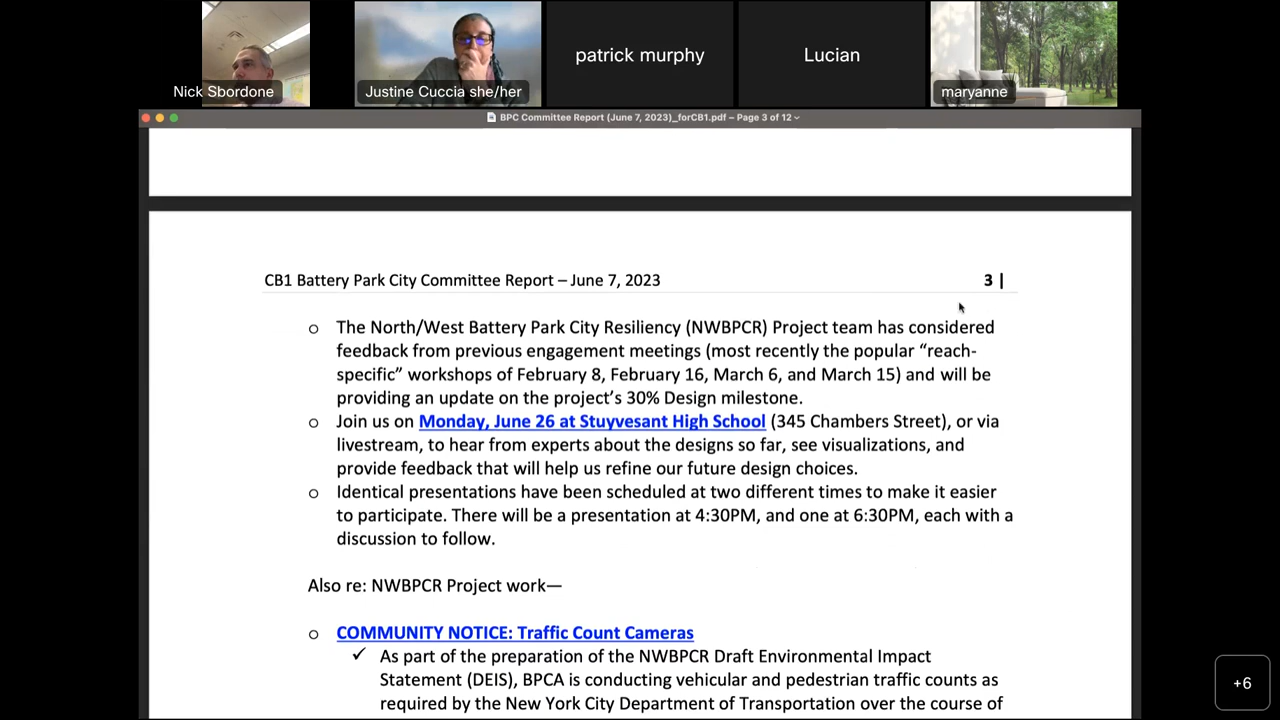 Nick Sbordone
Justine Cuccia she/her
patrick murphy
Lucian
maryanne
BPC Committee Report (June 7, 2023)_forCB1.pdf – Page 3 of 12
CB1 Battery Park City Committee Report – June 7, 2023 3 |
o The North/West Battery Park City Resiliency (NWBPCR) Project team has considered
feedback from previous engagement meetings (most recently the popular “reach-
specific” workshops of February 8, February 16, March 6, and March 15) and will be
providing an update on the project’s 30% Design milestone.
o Join us on Monday, June 26 at Stuyvesant High School (345 Chambers Street), or via
livestream, to hear from experts about the designs so far, see visualizations, and
provide feedback that will help us refine our future design choices.
o Identical presentations have been scheduled at two different times to make it easier
to participate. There will be a presentation at 4:30PM, and one at 6:30PM, each with a
discussion to follow.
Also re: NWBPCR Project work—
o COMMUNITY NOTICE: Traffic Count Cameras
✓ As part of the preparation of the NWBPCR Draft Environmental Impact
Statement (DEIS), BPCA is conducting vehicular and pedestrian traffic counts as
required by the New York City Department of Transportation over the course of
+6